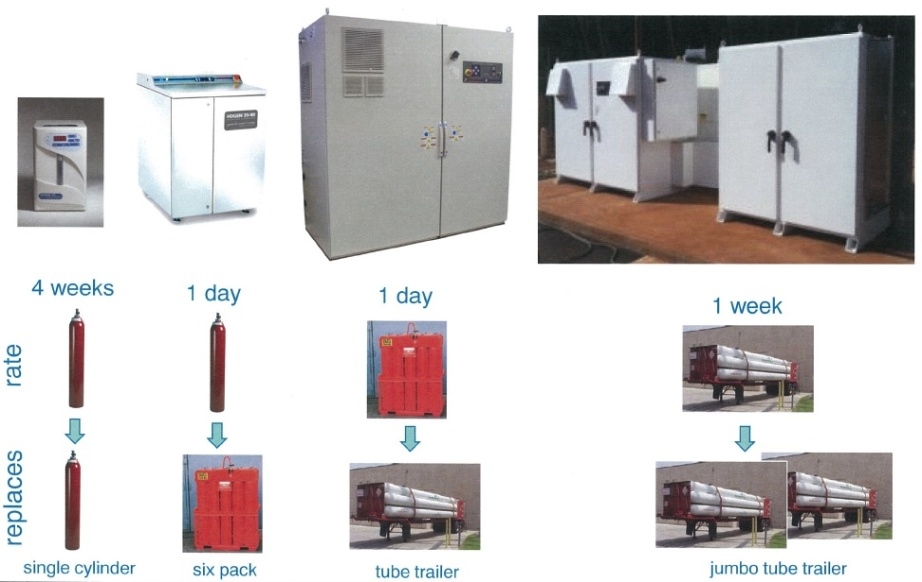 4 weeks
1 day
1 day
1 week
rate
replaces
single cylinder
six pack
tube trailer
jumbo tube trailer